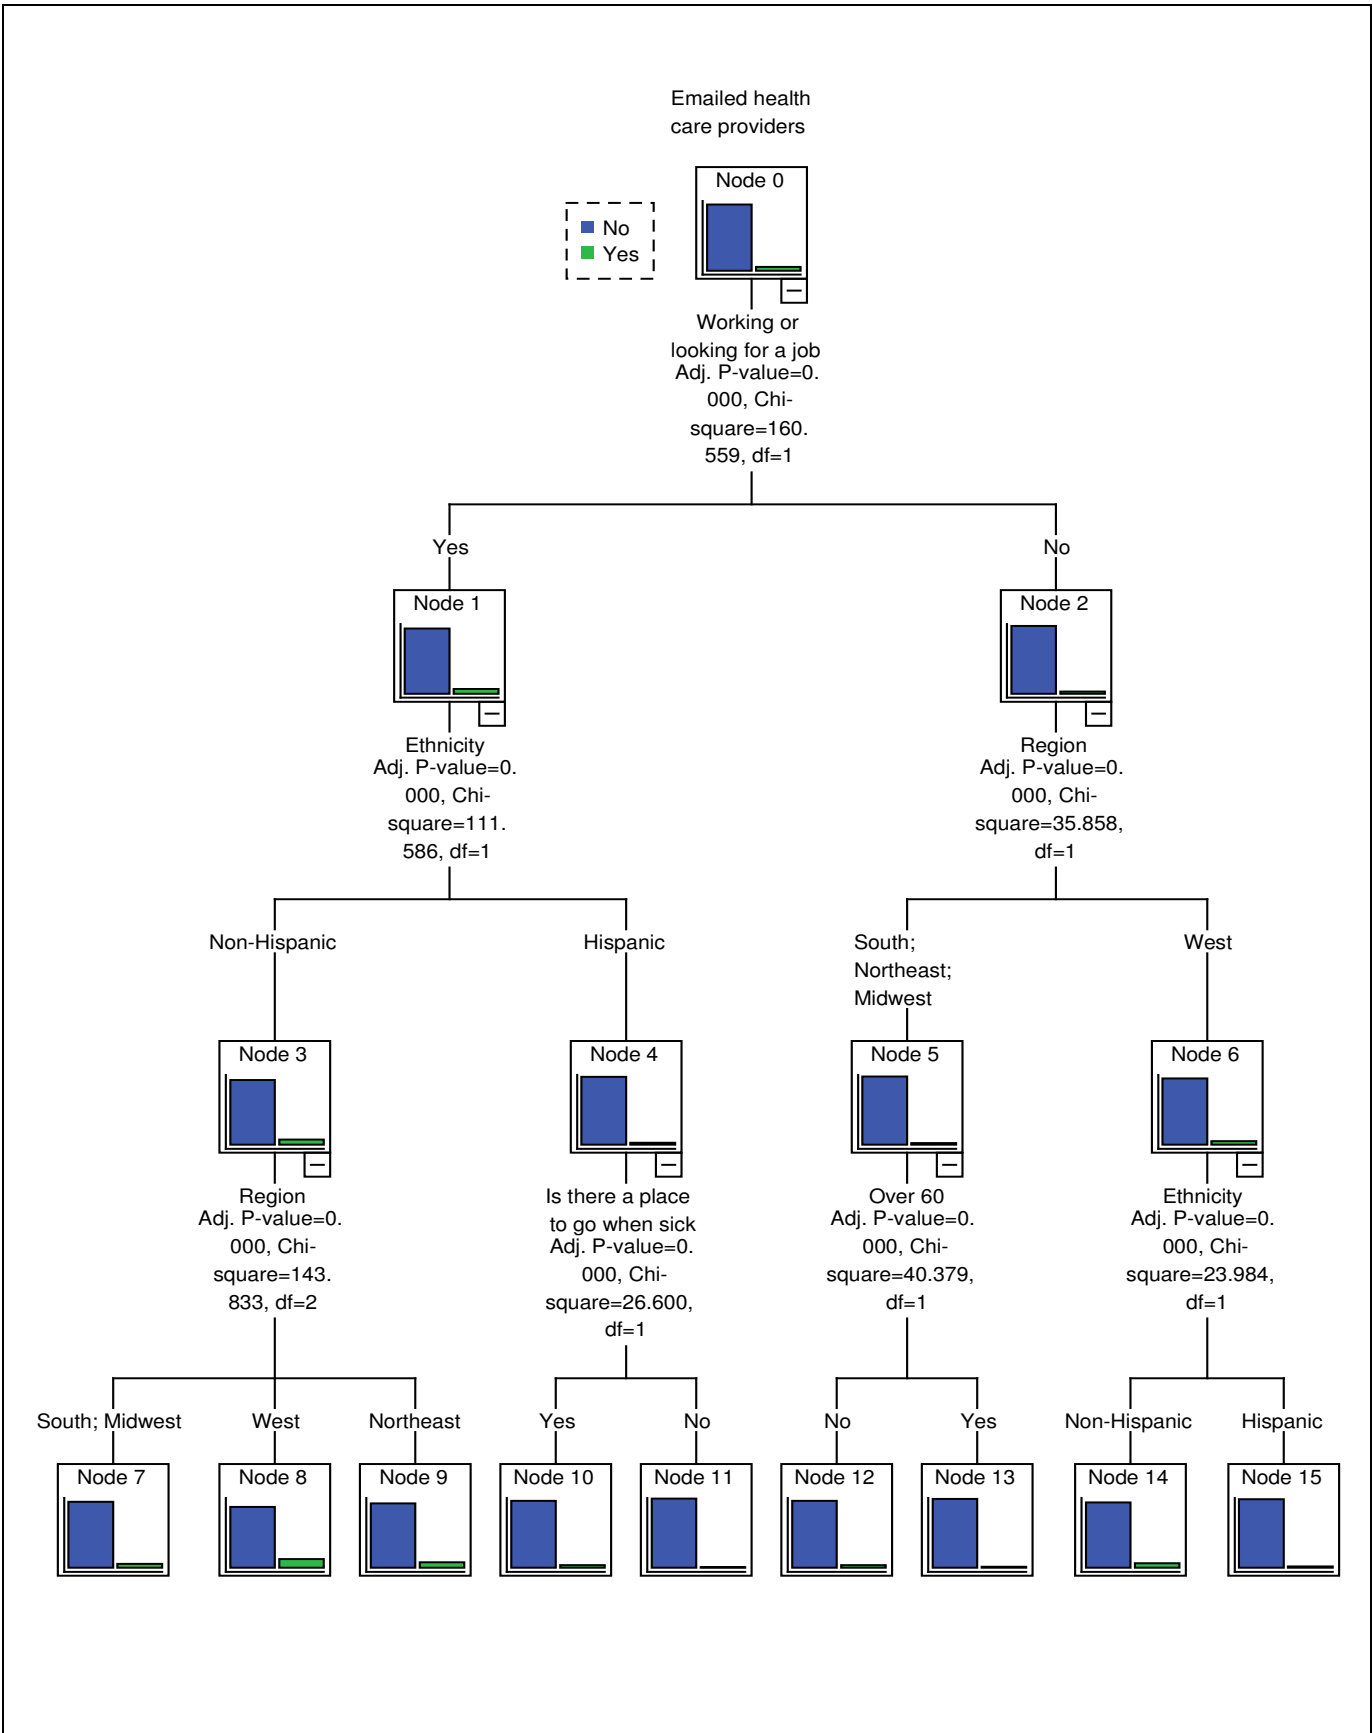 Emailed health
care providers
Node 0
No
Yes
Working or
looking for a job
Adj. P-value=0.
000, Chi-
square=160.
559, df=1
Yes
No
Node 1
Node 2
Ethnicity
Adj. P-value=0.
000, Chi-
square=111.
586, df=1
Region
Adj. P-value=0.
000, Chi-
square=35.858,
df=1
Non-Hispanic
Hispanic
South;
Northeast;
Midwest
West
Node 3
Node 4
Node 5
Node 6
Region
Adj. P-value=0.
000, Chi-
square=143.
833, df=2
Is there a place
to go when sick
Adj. P-value=0.
000, Chi-
square=26.600,
df=1
Over 60
Adj. P-value=0.
000, Chi-
square=40.379,
df=1
Ethnicity
Adj. P-value=0.
000, Chi-
square=23.984,
df=1
South; Midwest
West
Northeast
Yes
No
No
Yes
Non-Hispanic
Hispanic
Node 7
Node 8
Node 9
Node 10
Node 11
Node 12
Node 13
Node 14
Node 15